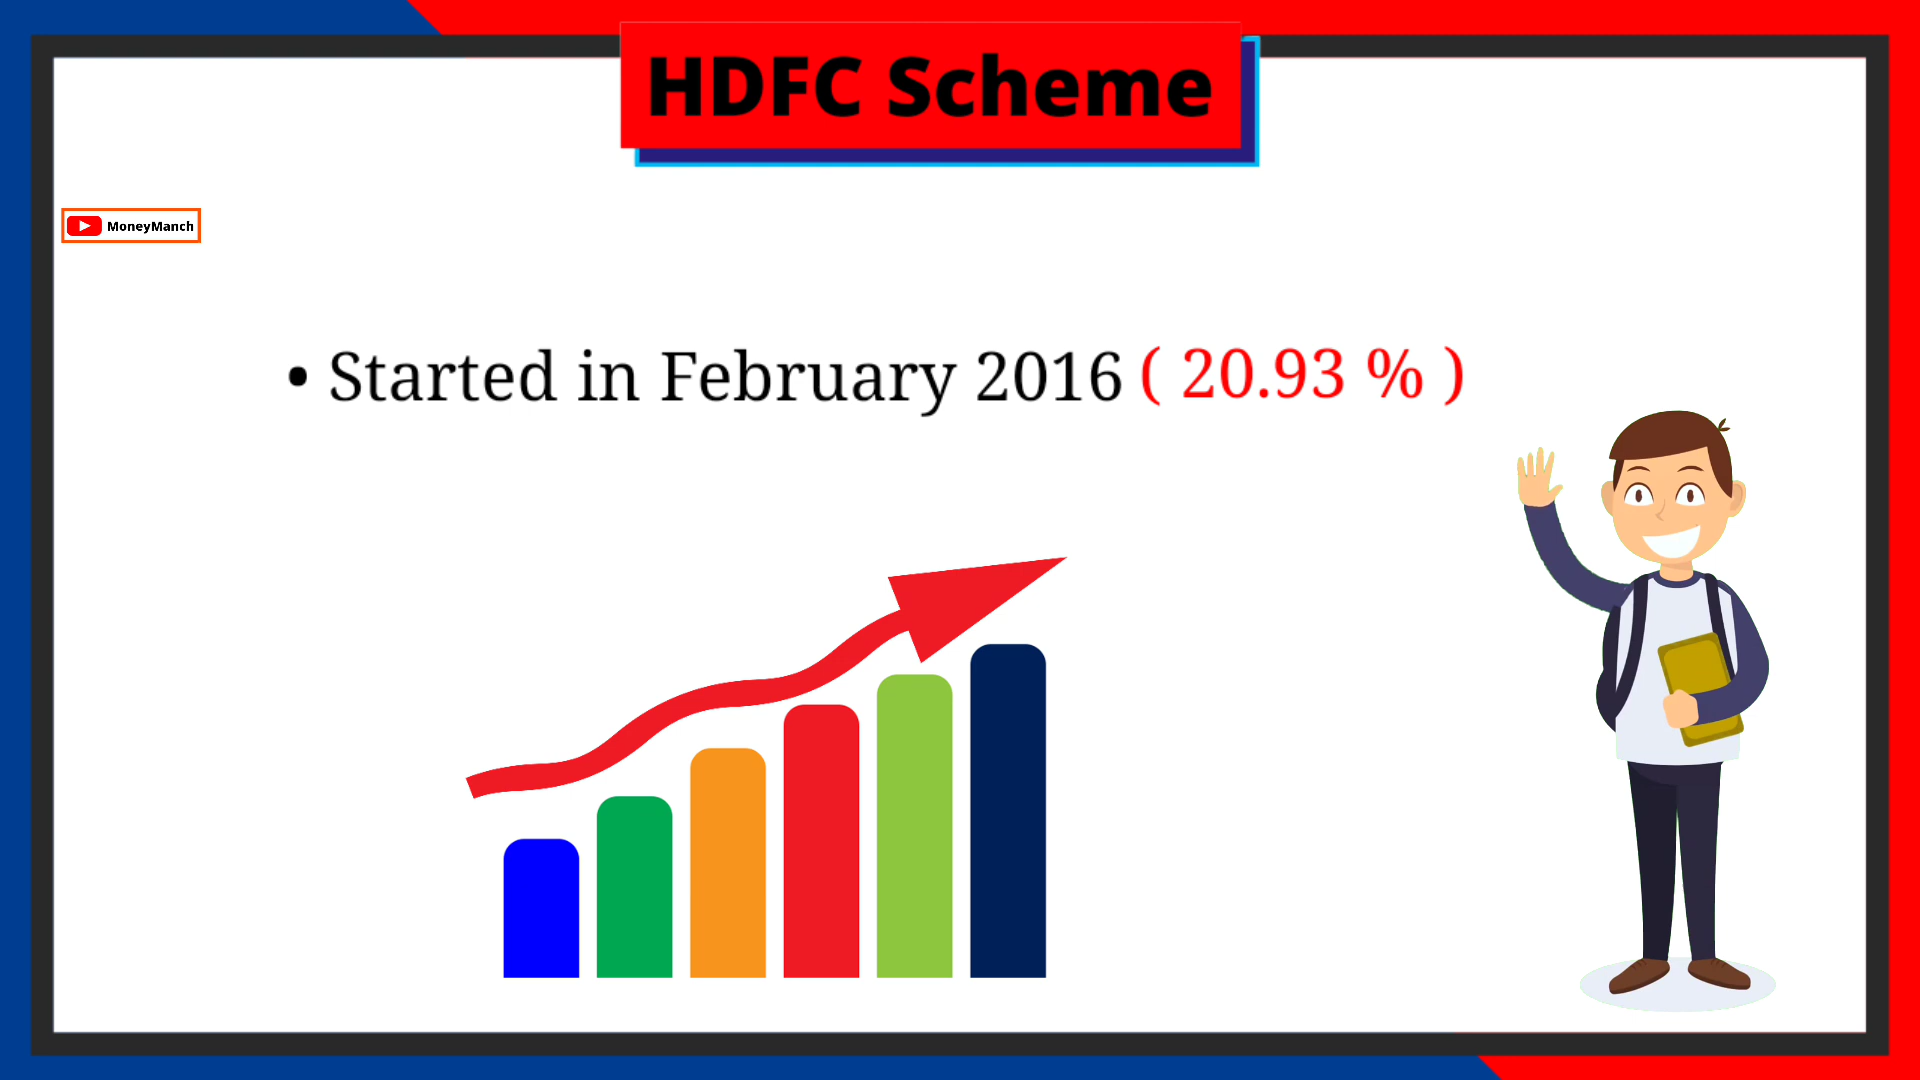 HDFC Scheme
MoneyManch
• Started in February 2016 ( 20.93 % )